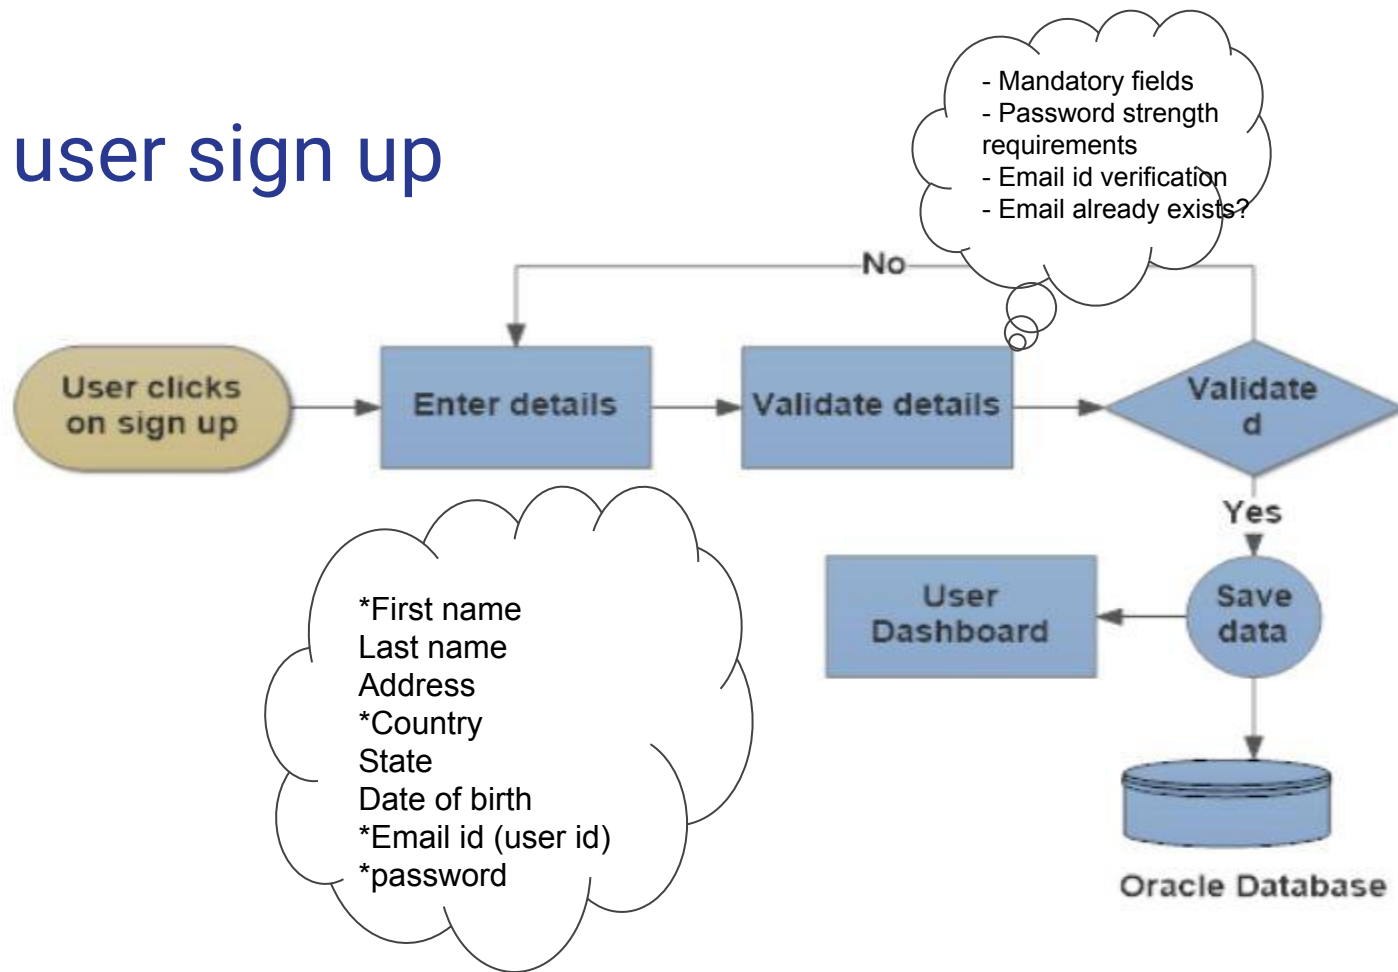 user sign up
- Mandatory fields
- Password strength
requirements
- Email id verification
- Email already exists?
No
User clicks
on sign up
Enter details
Validate details
Validate
d
Yes
*First name
Last name
Address
*Country
State
Date of birth
*Email id (user id)
*password
User
Dashboard
Save
data
Oracle Database